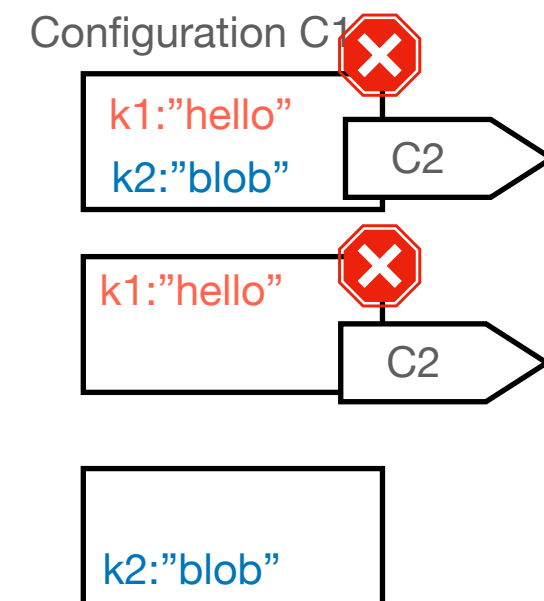 Configuration C1
k1:”hello”
k2:”blob”
C2
k1:”hello”
C2
k2:”blob”